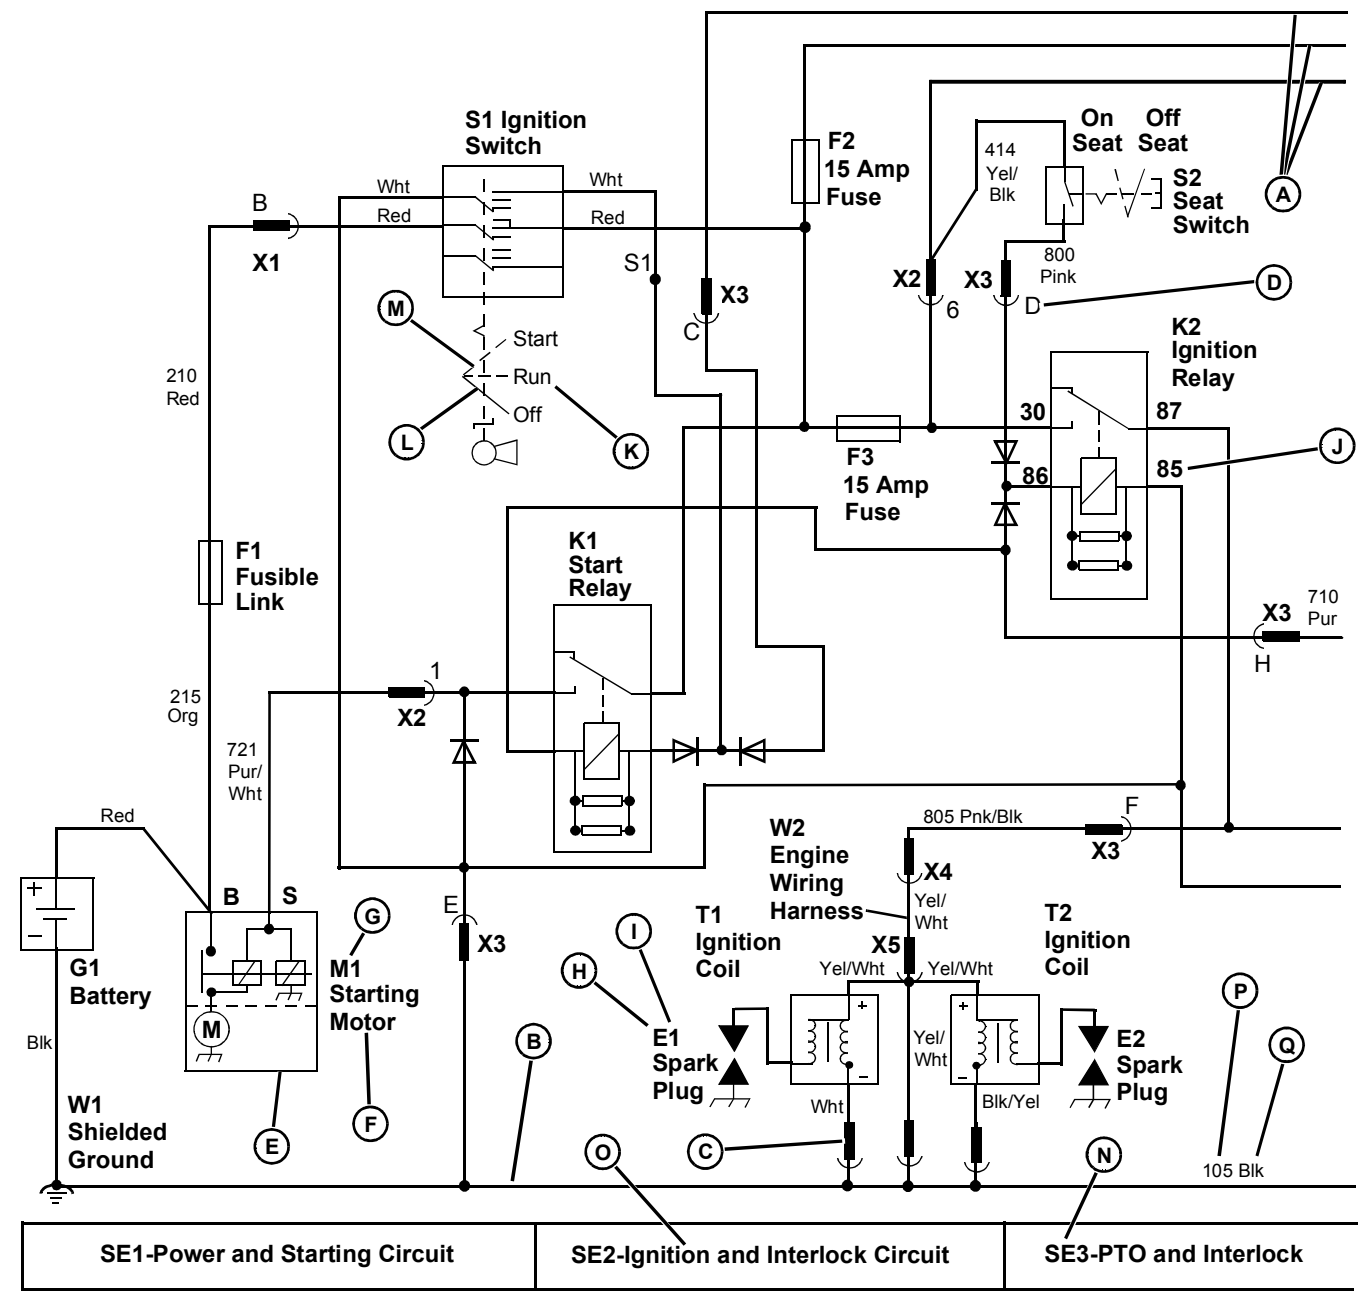 S1 Ignition
Switch
Wht
Red
Wht
Red
B
X1
S1
X3
C
F2
15 Amp
Fuse
414
Yel/
Blk
On
Seat
Off
Seat
S2
Seat
Switch
A
800
Pink
X2
6
X3
D
D
K2
Ignition
Relay
M
Start
Run
Off
L
K
210
Red
30
87
86
85
J
F3
15 Amp
Fuse
F1
Fusible
Link
K1
Start
Relay
X3
710
Pur
H
215
Org
1
X2
721
Pur/
Wht
Red
805 Pnk/Blk
F
X3
W2
Engine
Wiring
Harness
X4
Yel/
Wht
X5
+
-
G1
Battery
B
S
M
G
M1
Starting
Motor
E
X3
I
H
T1
Ignition
Coil
T2
Ignition
Coil
Yel/Wht
Yel/Wht
+
-
+
-
Yel/
Wht
E1
Spark
Plug
E2
Spark
Plug
Wht
Blk/Yel
Blk
W1
Shielded
Ground
E
F
B
O
C
N
P
Q
105 Blk
SE1-Power and Starting Circuit
SE2-Ignition and Interlock Circuit
SE3-PTO and Interlock